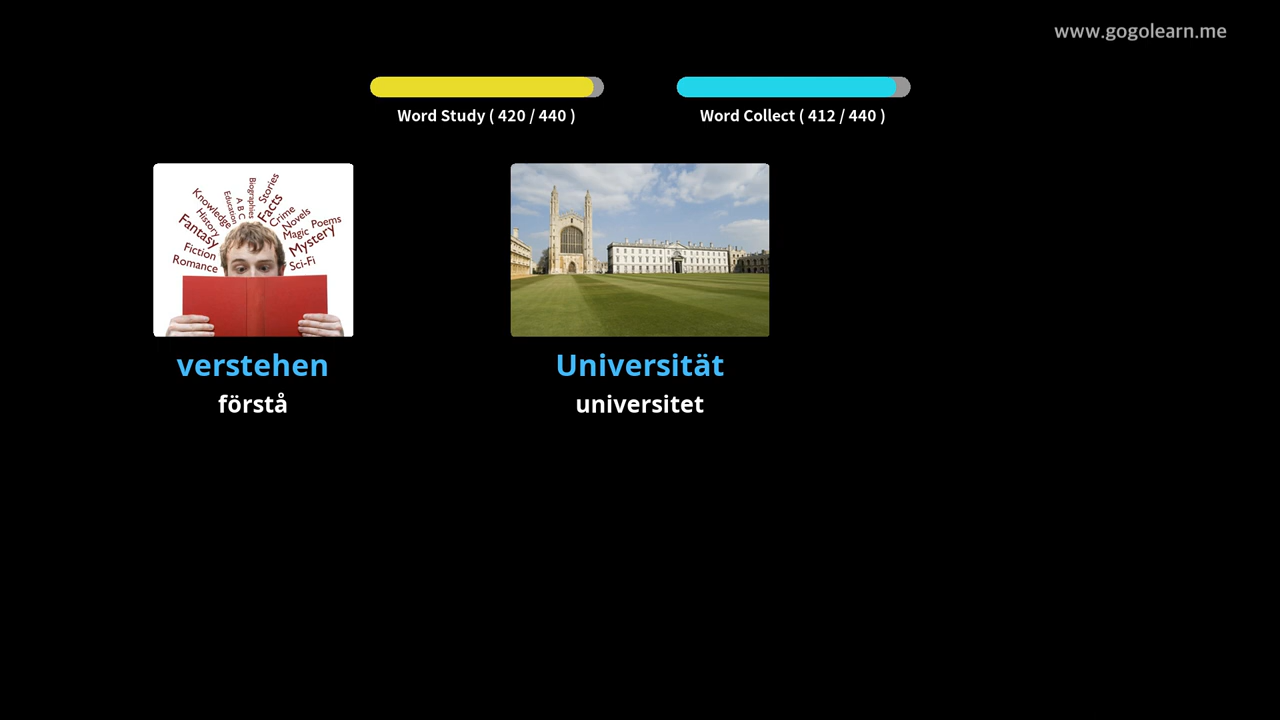 www.gogolearn.me
Word Study ( 420 / 440 )
Word Collect ( 412 / 440 )
Stories
Biographies
Facts
A B C
Education
Knowledge
Crime
History
Novels
Poems
Fantasy
Magic
Mystery
Fiction
Romance
Sci-Fi
verstehen
förstå
Universität
universitet